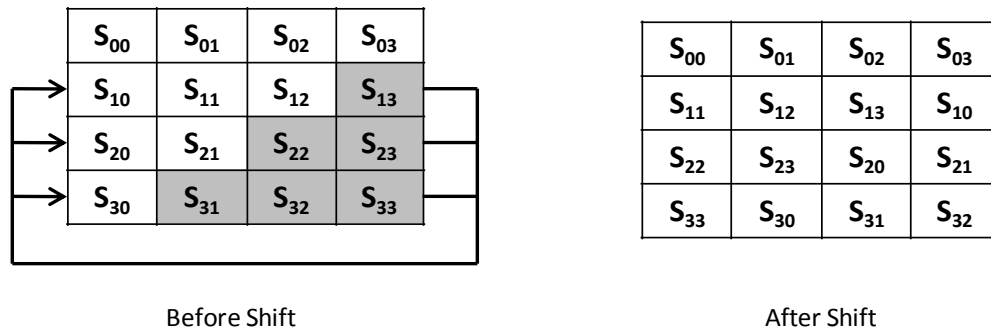 S₀₀ S₀₁ S₀₂ S₀₃
S₁₀ S₁₁ S₁₂ S₁₃
S₂₀ S₂₁ S₂₂ S₂₃
S₃₀ S₃₁ S₃₂ S₃₃
Before Shift
S₀₀ S₀₁ S₀₂ S₀₃
S₁₁ S₁₂ S₁₃ S₁₀
S₂₂ S₂₃ S₂₀ S₂₁
S₃₃ S₃₀ S₃₁ S₃₂
After Shift